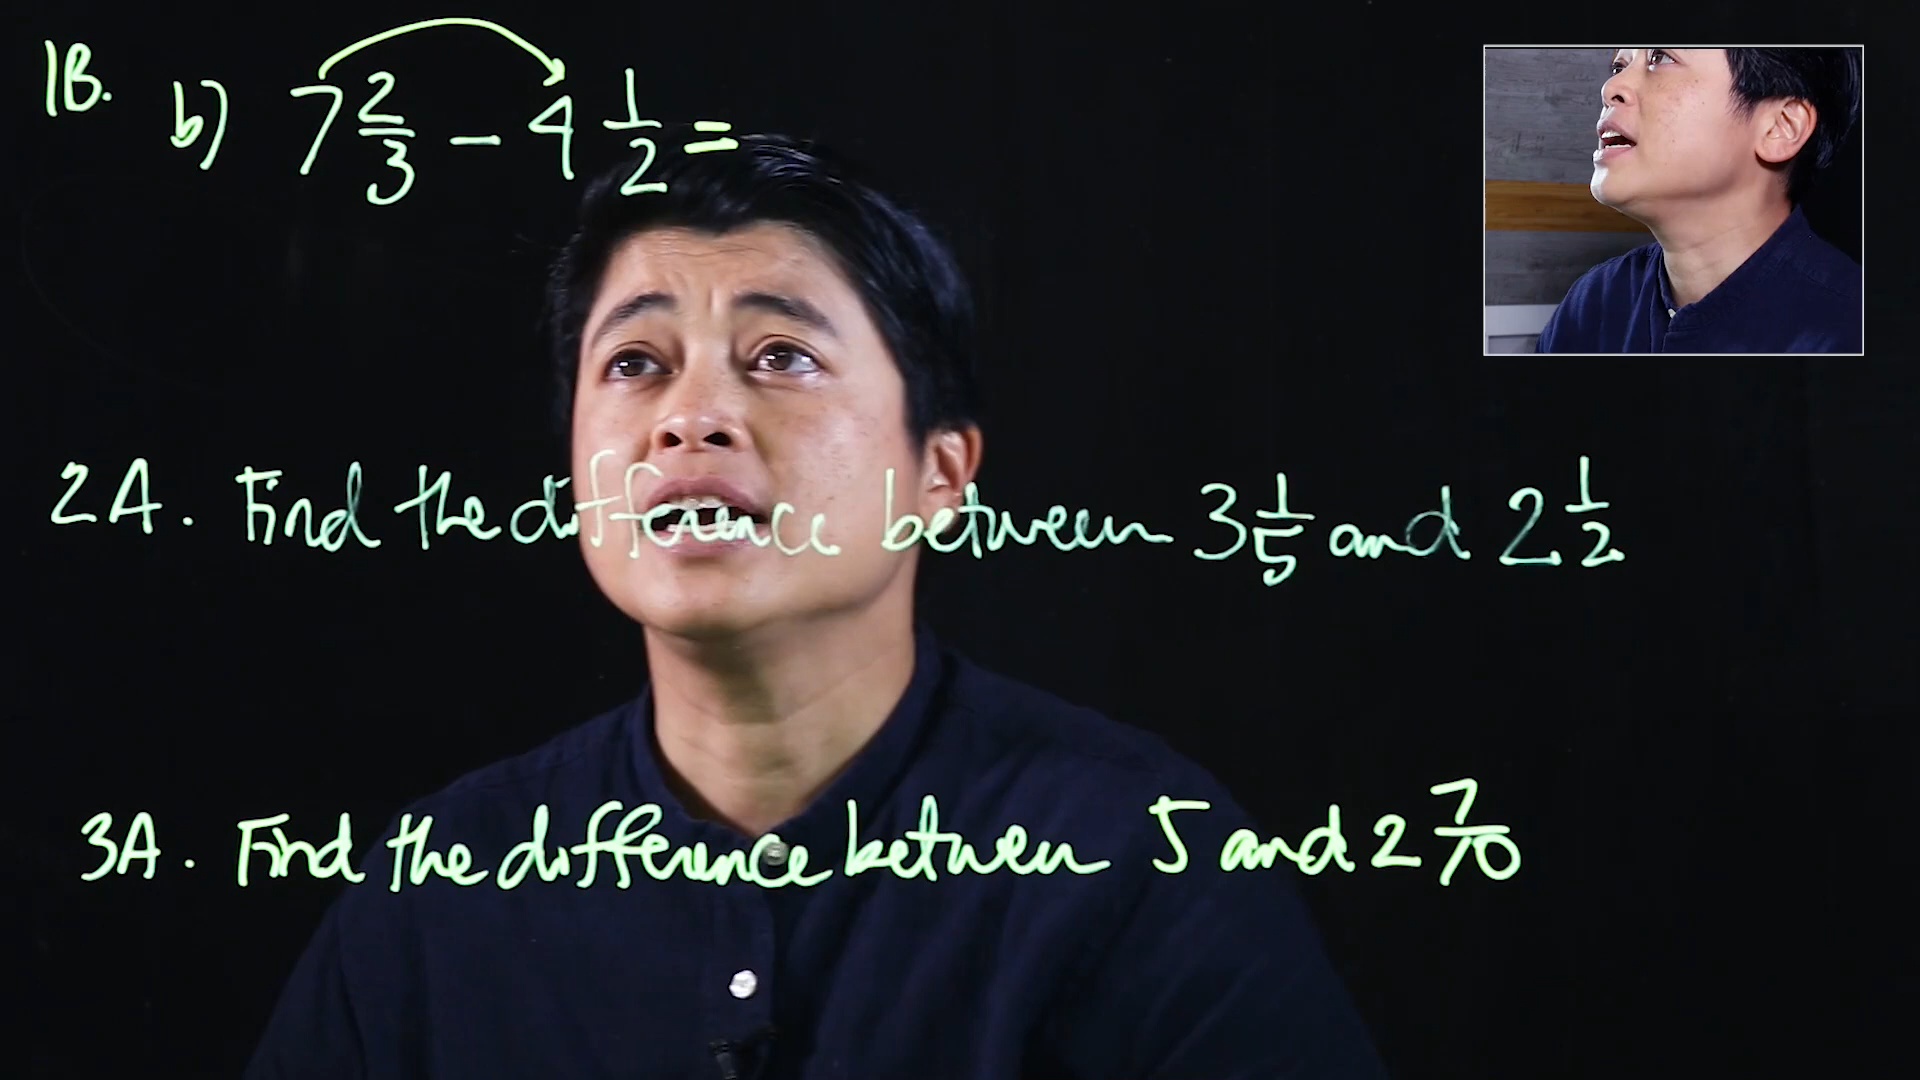 1B. b) 7 2/3 - 4 1/2 =
2A. Find the difference between 3 1/5 and 2 1/2
3A. Find the difference between 5 and 2 7/10